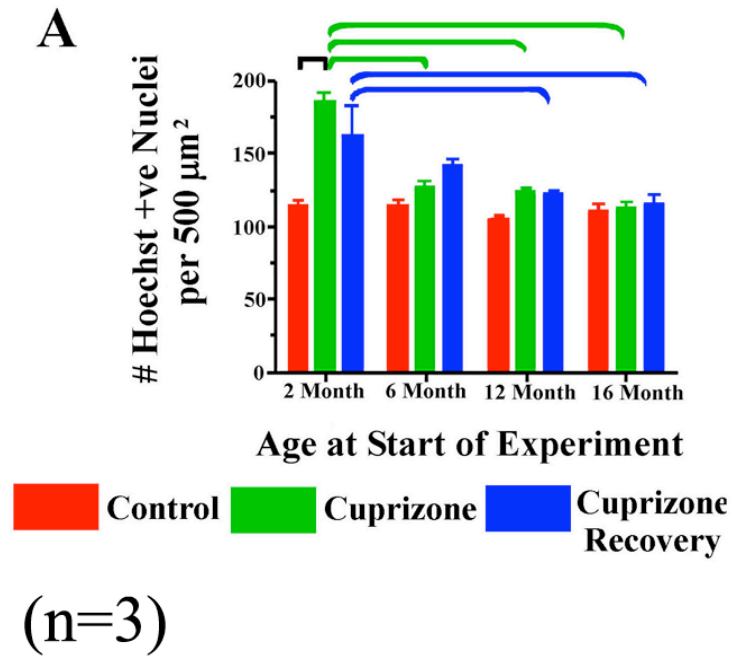 A
# Hoechst +ve Nuclei
per 500 µm²
200
150
100
50
0
2 Month 6 Month 12 Month 16 Month
Age at Start of Experiment
Control Cuprizone Cuprizone
Recovery
(n=3)